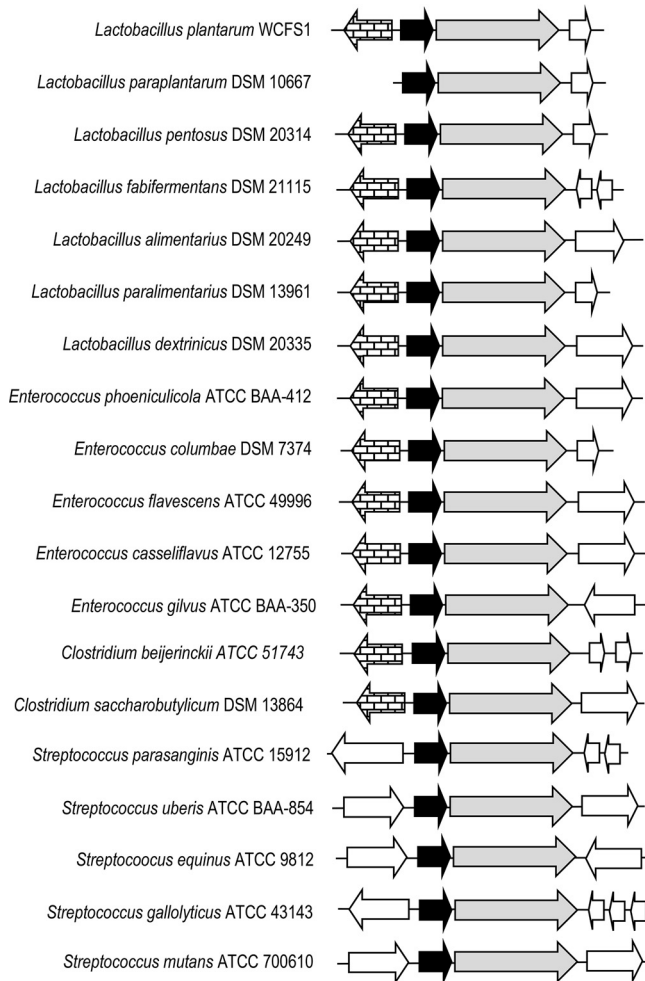 Lactobacillus plantarum WCFS1
Lactobacillus paraplantarum DSM 10667
Lactobacillus pentosus DSM 20314
Lactobacillus fabifermentans DSM 21115
Lactobacillus alimentarius DSM 20249
Lactobacillus paralimentarius DSM 13961
Lactobacillus dextrinicus DSM 20335
Enterococcus phoeniculicola ATCC BAA-412
Enterococcus columbae DSM 7374
Enterococcus flavescens ATCC 49996
Enterococcus casseliflavus ATCC 12755
Enterococcus gilvus ATCC BAA-350
Clostridium beijerinckii ATCC 51743
Clostridium saccharobutylicum DSM 13864
Streptococcus parasanginis ATCC 15912
Streptococcus uberis ATCC BAA-854
Streptocoocus equinus ATCC 9812
Streptococcus gallolyticus ATCC 43143
Streptococcus mutans ATCC 700610